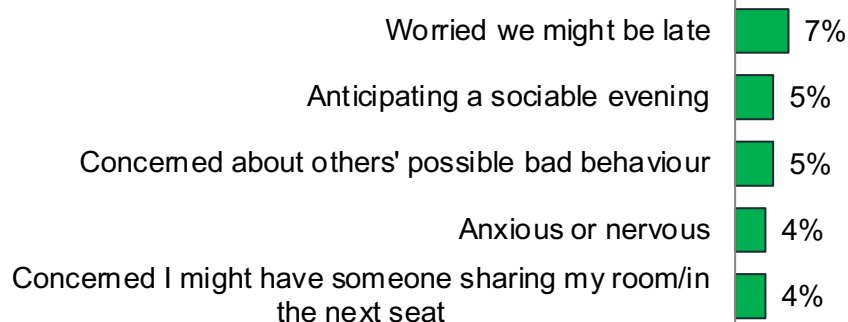 Worried we might be late 7%
Anticipating a sociable evening 5%
Concerned about others' possible bad behaviour 5%
Anxious or nervous 4%
Concerned I might have someone sharing my room/in
the next seat 4%